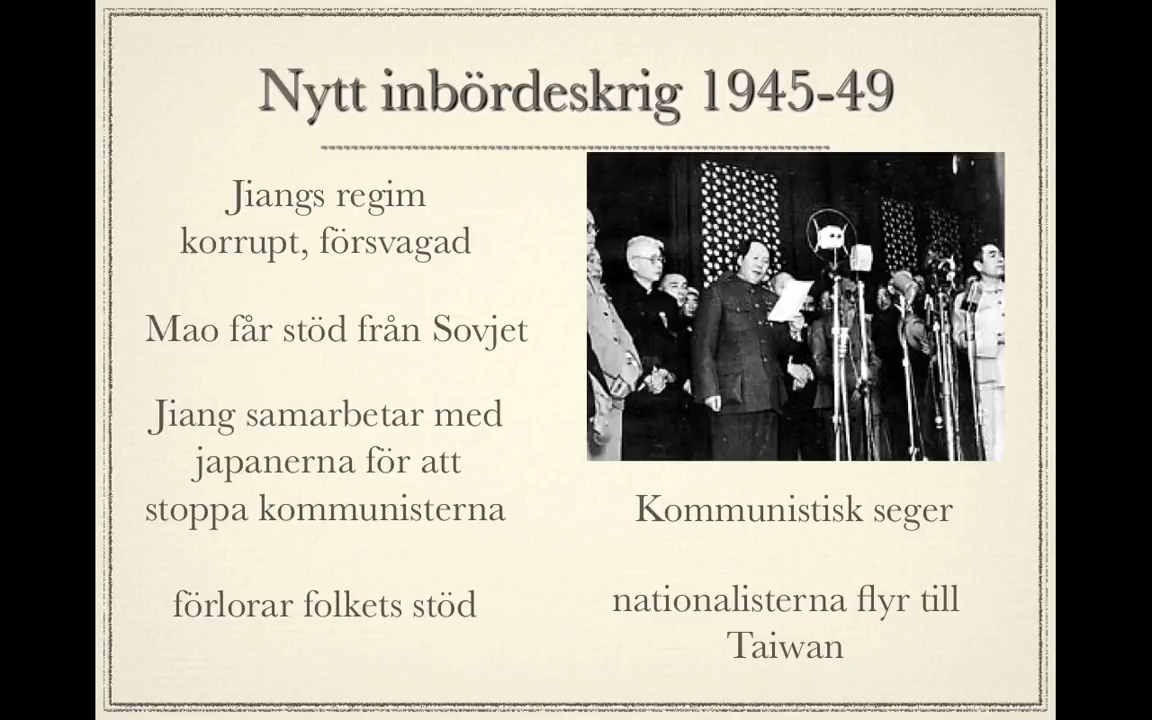 Nytt inbördeskrig 1945-49
Jiangs regim
korrupt, försvagad
Mao får stöd från Sovjet
Jiang samarbetar med
japanerna för att
stoppa kommunisterna
förlorar folkets stöd
Kommunistisk seger
nationalisterna flyr till
Taiwan